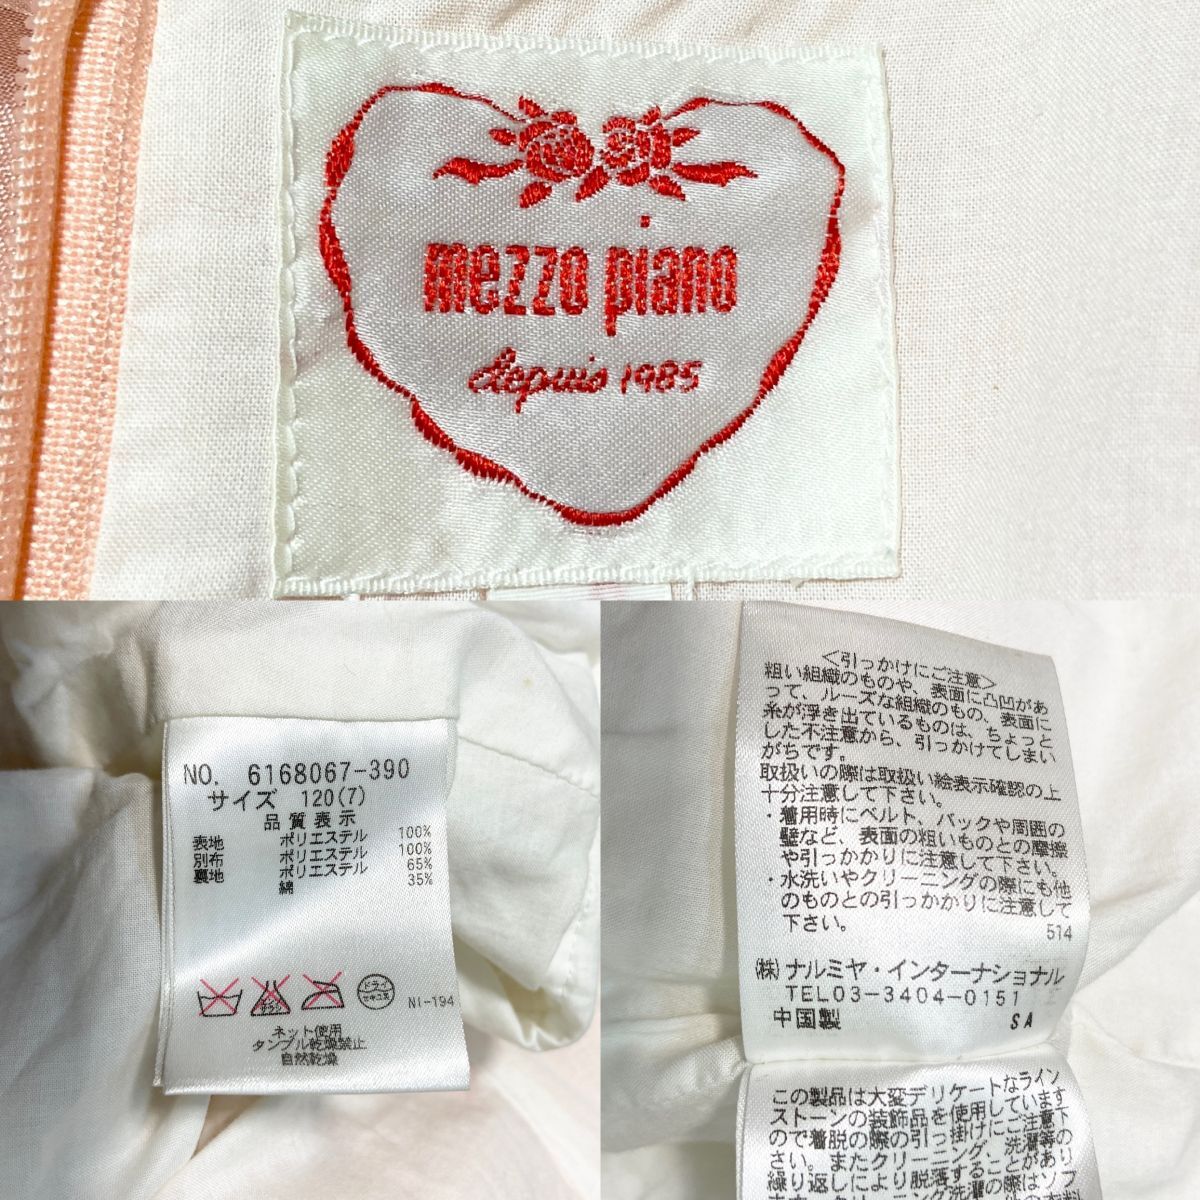 mezzo piano
depuis 1985
NO. 6168067-390
サイズ 120(7)
品質表示
表地 ポリエステル 100%
別布 ポリエステル 100%
裏地 ポリエステル 65%
綿 35%
サラシ
ドライ
セキユ系
NI-194
ネット使用
タンブル乾燥禁止
自然乾燥
<引っかけにご注意>
粗い組織のものや、表面に凸凹があ
って、ルーズな組織のもの、表面に
糸が浮き出ているものは、ちょっと
した不注意から、引っかけてしまい
がちです。
取扱いの際は取扱い絵表示確認の上
十分注意して下さい。
・着用時にベルト、バックや周囲の
壁など、表面の粗いものとの摩擦
や引っかかりに注意して下さい。
・水洗いやクリーニングの際にも他
のものとの引っかかりに注意して
下さい。
514
(株)ナルミヤ・インターナショナル
TEL03-3404-0151
中国製 SA
この製品は大変デリケートなライン
ストーンの装飾品を使用しています
ので着脱の際の引っ掛けにご注意下
さい。またクリーニング、洗濯等の
繰り返しにより脱落することがあり